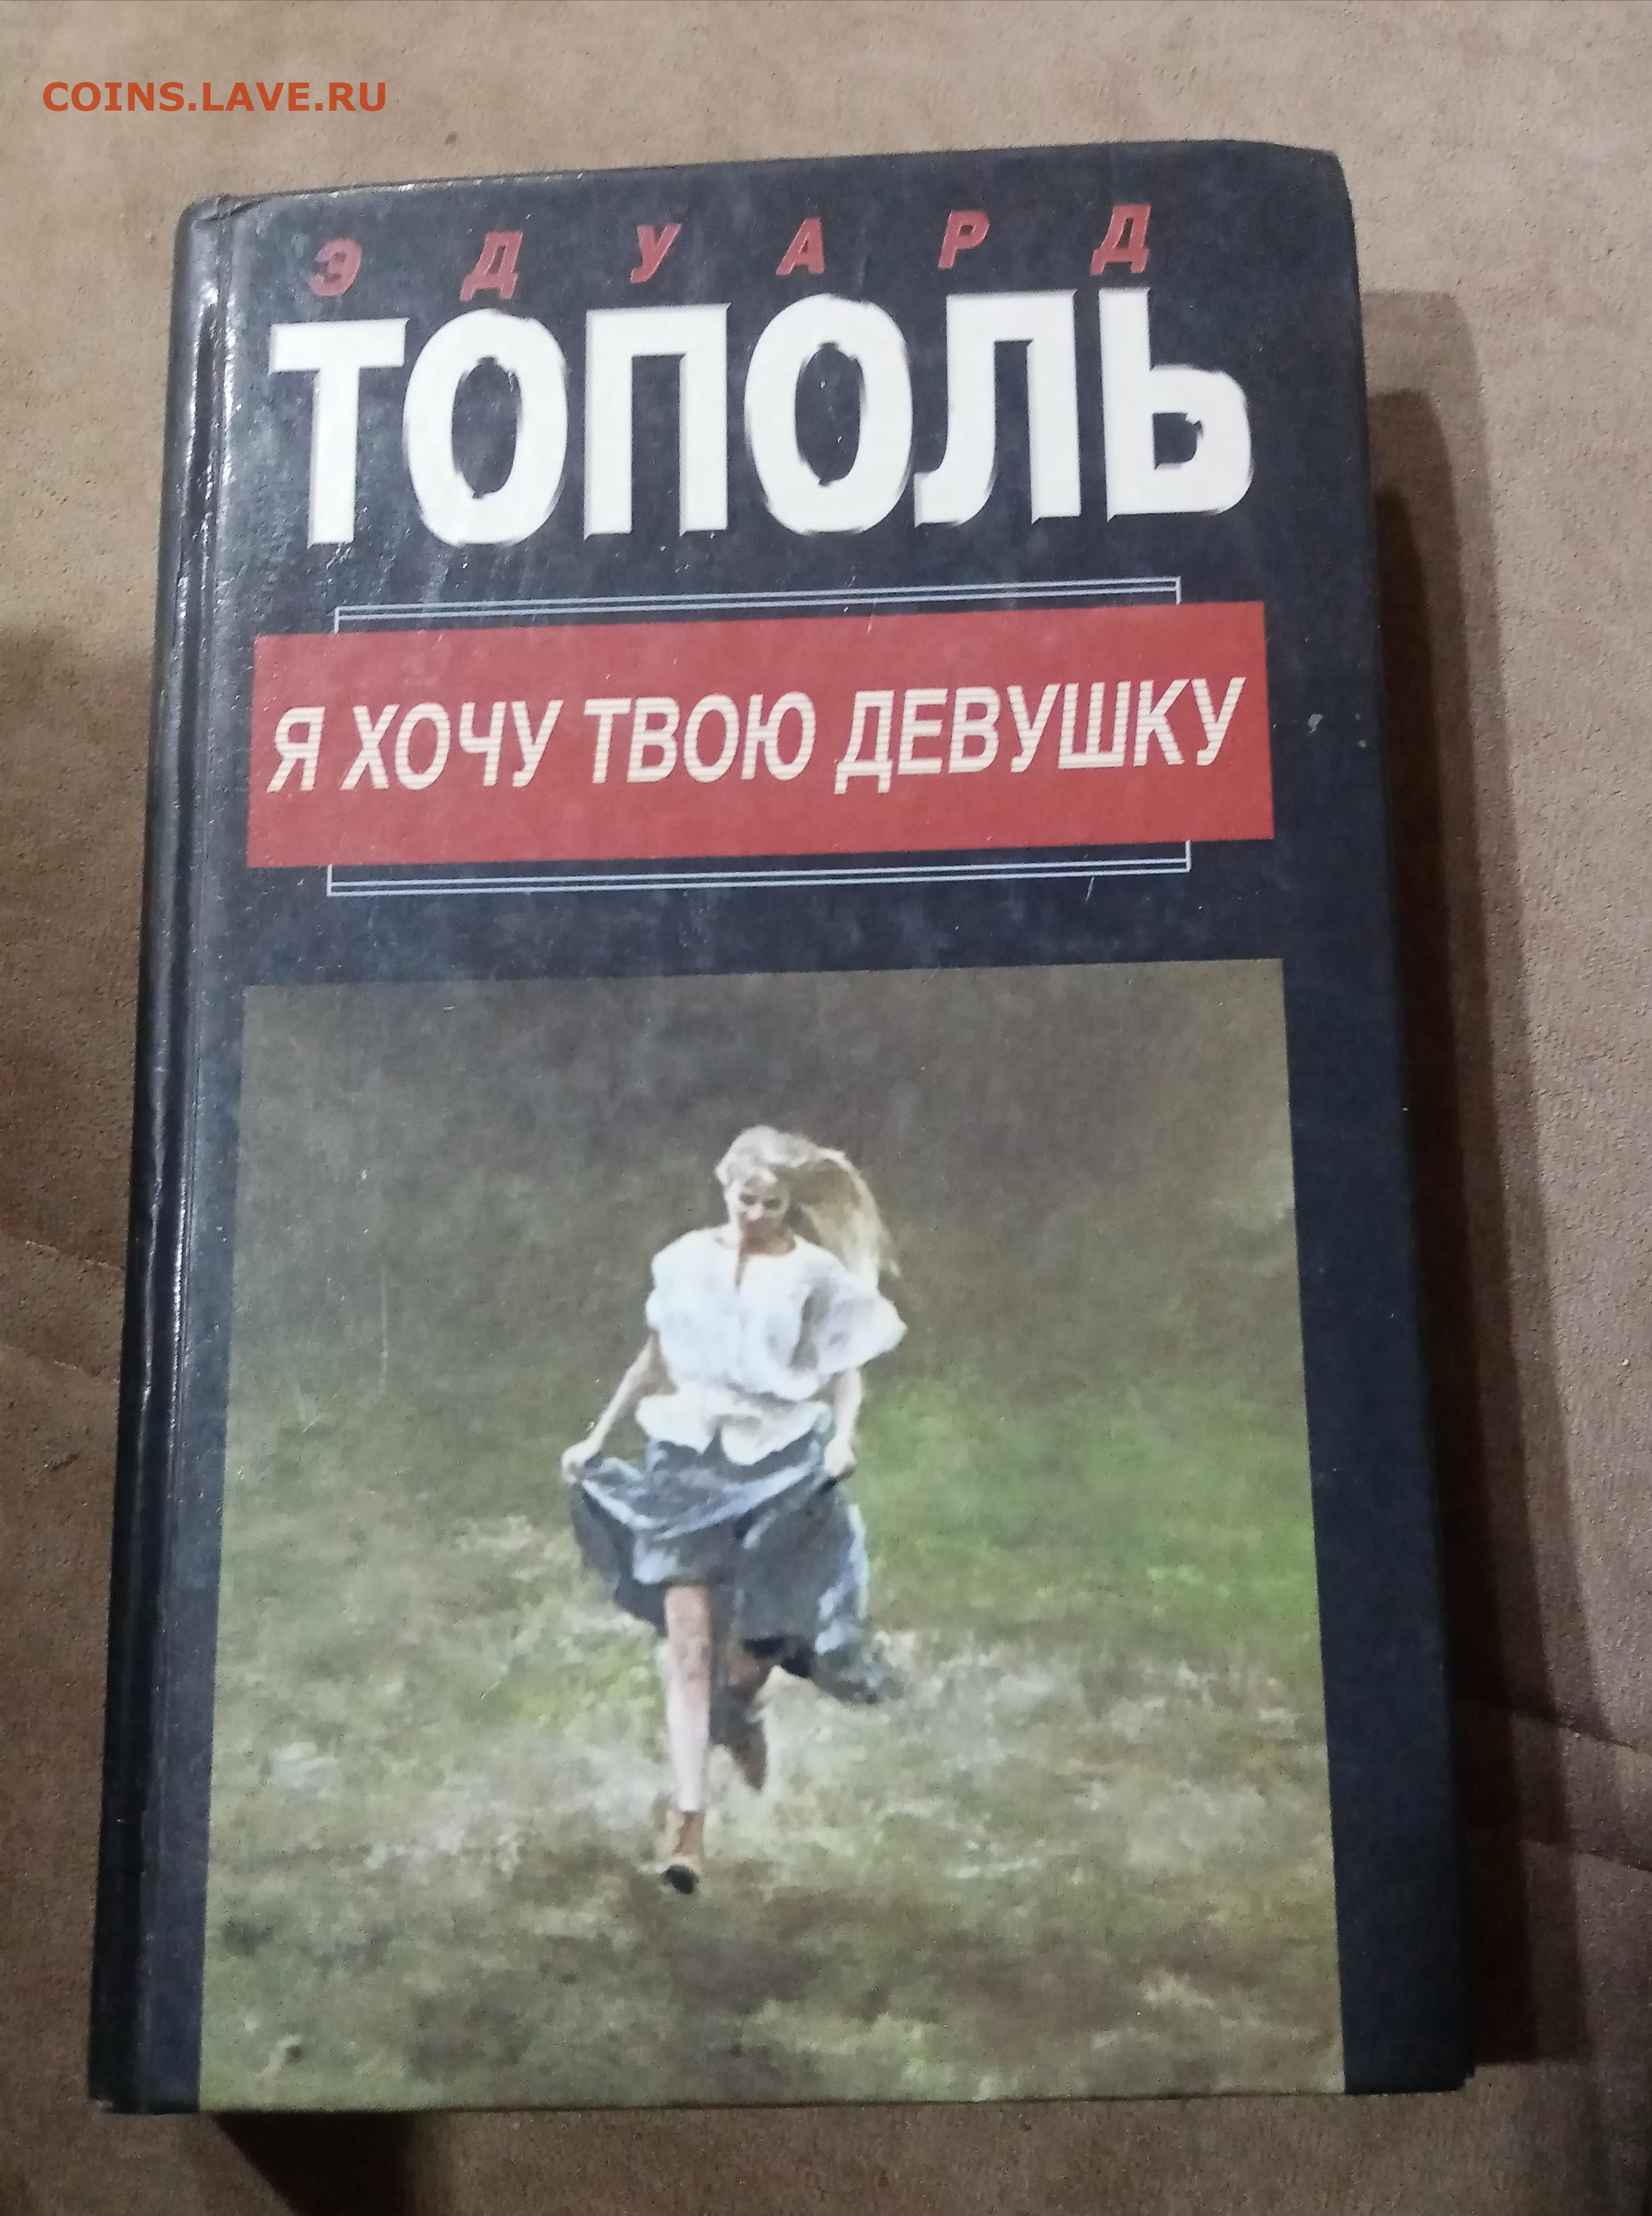 COINS.LAVE.RU
ЭДУАРД
ТОПОЛЬ
Я ХОЧУ ТВОЮ ДЕВУШКУ